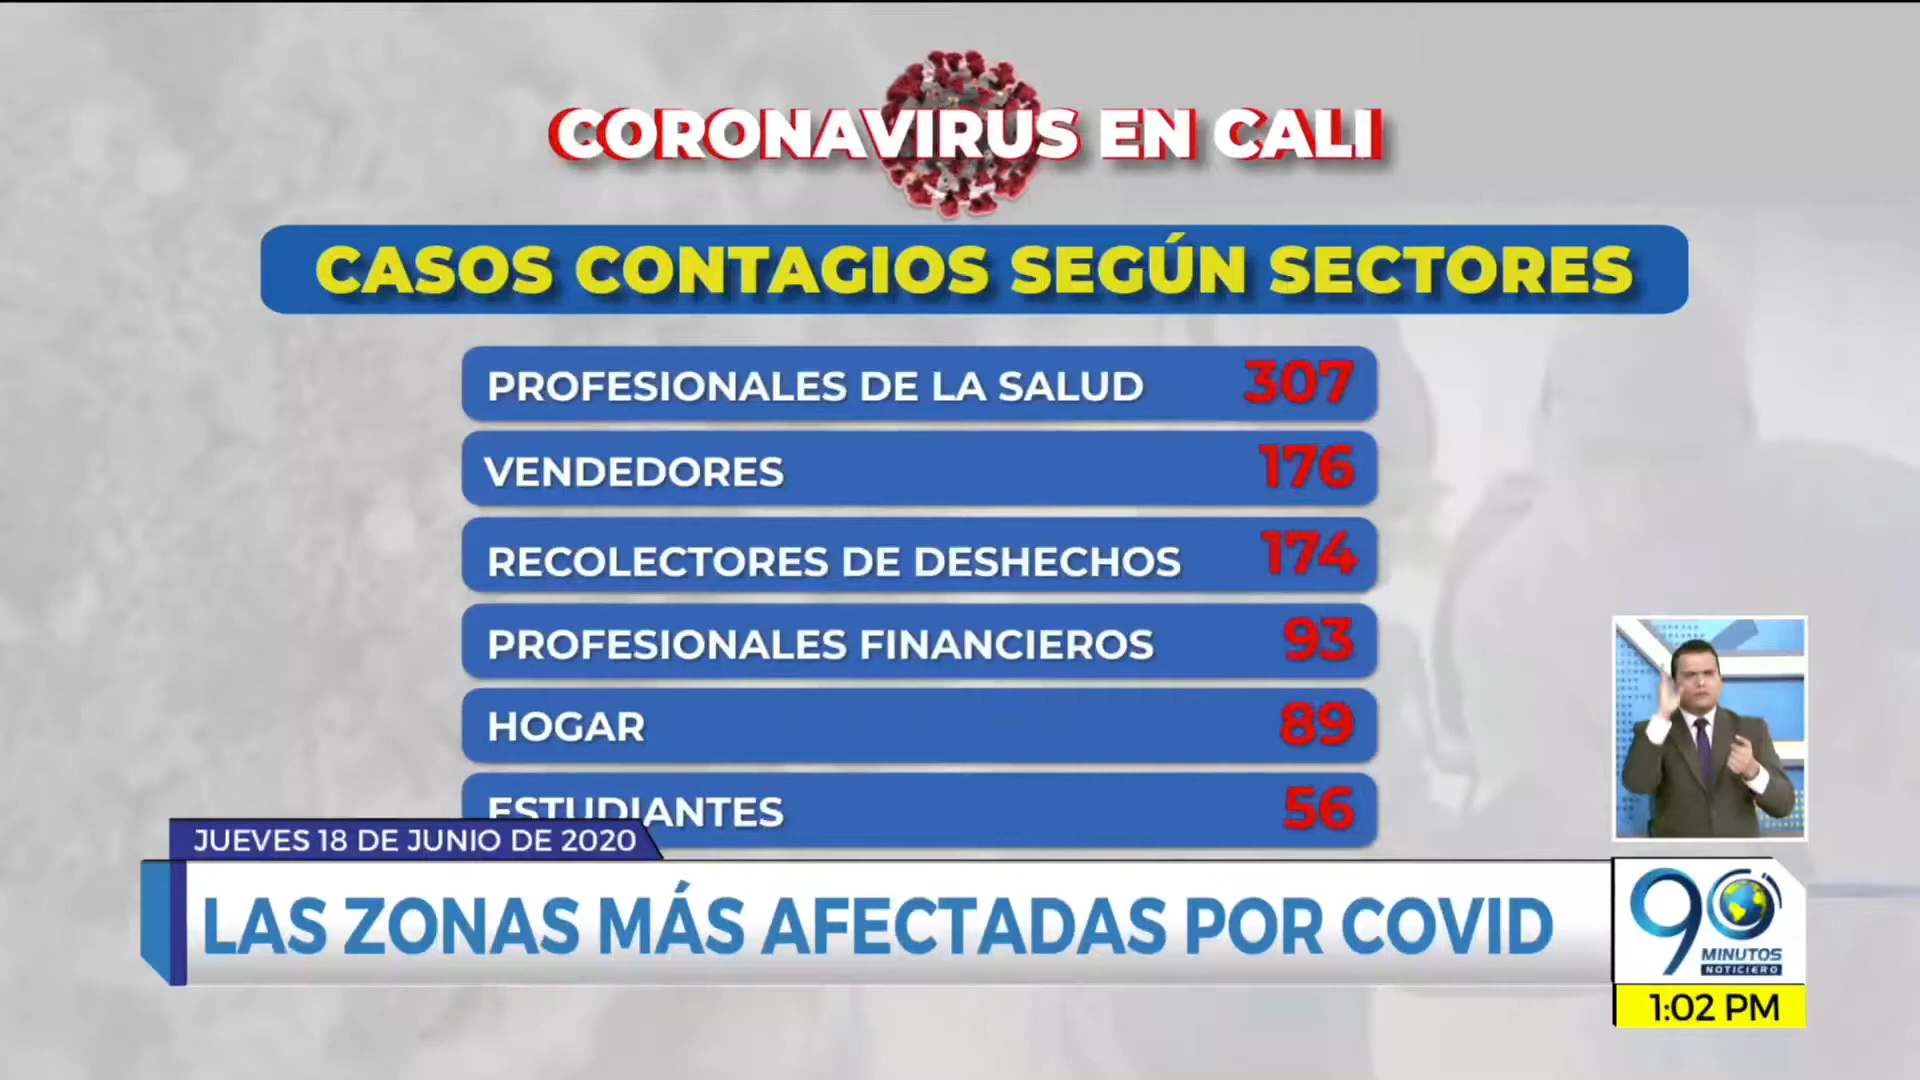 CORONAVIRUS EN CALI
CASOS CONTAGIOS SEGÚN SECTORES
PROFESIONALES DE LA SALUD 307
VENDEDORES 176
RECOLECTORES DE DESHECHOS 174
PROFESIONALES FINANCIEROS 93
HOGAR 89
ESTUDIANTES 56
JUEVES 18 DE JUNIO DE 2020
LAS ZONAS MÁS AFECTADAS POR COVID
90
MINUTOS
NOTICIERO
1:02 PM